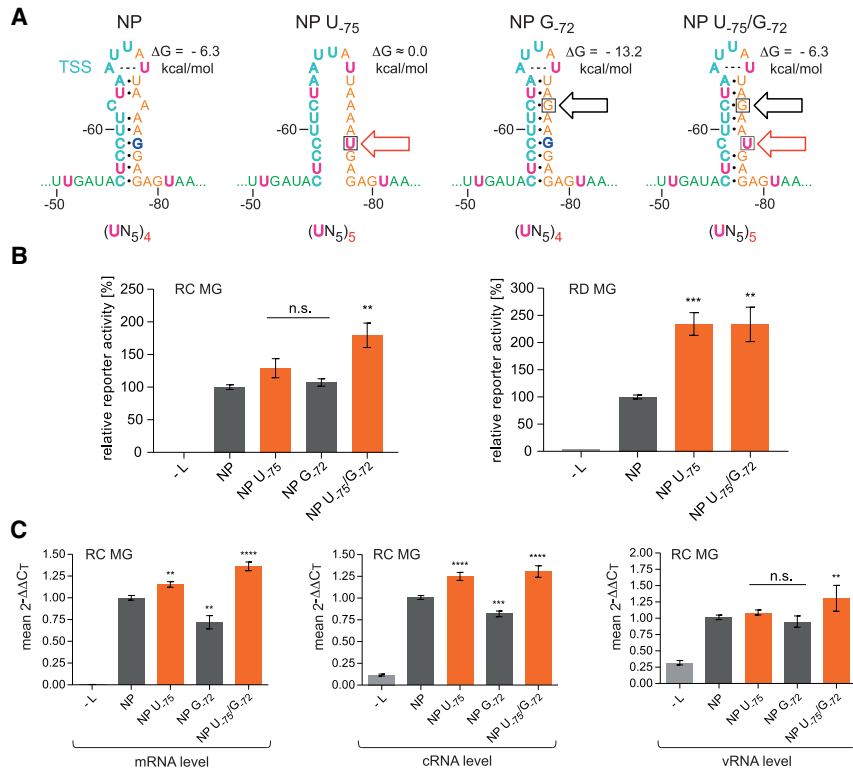 A
NP
NP U-75
NP G-72
NP U-75/G-72
ΔG = - 6.3 kcal/mol
ΔG ≈ 0.0 kcal/mol
ΔG = - 13.2 kcal/mol
ΔG = - 6.3 kcal/mol
TSS
-60
-60
-60
-60
...UUGAUAC GAGUAA...
...UUGAUAC GAGUAA...
...UUGAUAC GAGUAA...
...UUGAUAC GAGUAA...
-50 -80
-50 -80
-50 -80
-50 -80
(UN5)4
(UN5)5
(UN5)4
(UN5)5
B
relative reporter activity [%]
RC MG
250
200
150
100
50
0
n.s.
**
- L
NP
NP U-75
NP G-72
NP U-75/G-72
relative reporter activity [%]
RD MG
300
250
200
150
100
50
0
***
**
- L
NP
NP U-75
NP U-75/G-72
C
mean 2-ΔΔCT
RC MG
1.50
1.25
1.00
0.75
0.50
0.25
0.00
**
**
****
- L
NP
NP U-75
NP G-72
NP U-75/G-72
mRNA level
mean 2-ΔΔCT
RC MG
1.50
1.25
1.00
0.75
0.50
0.25
0.00
****
***
****
- L
NP
NP U-75
NP G-72
NP U-75/G-72
cRNA level
mean 2-ΔΔCT
RC MG
2.00
1.75
1.50
1.25
1.00
0.75
0.50
0.25
0.00
n.s.
**
- L
NP
NP U-75
NP G-72
NP U-75/G-72
vRNA level